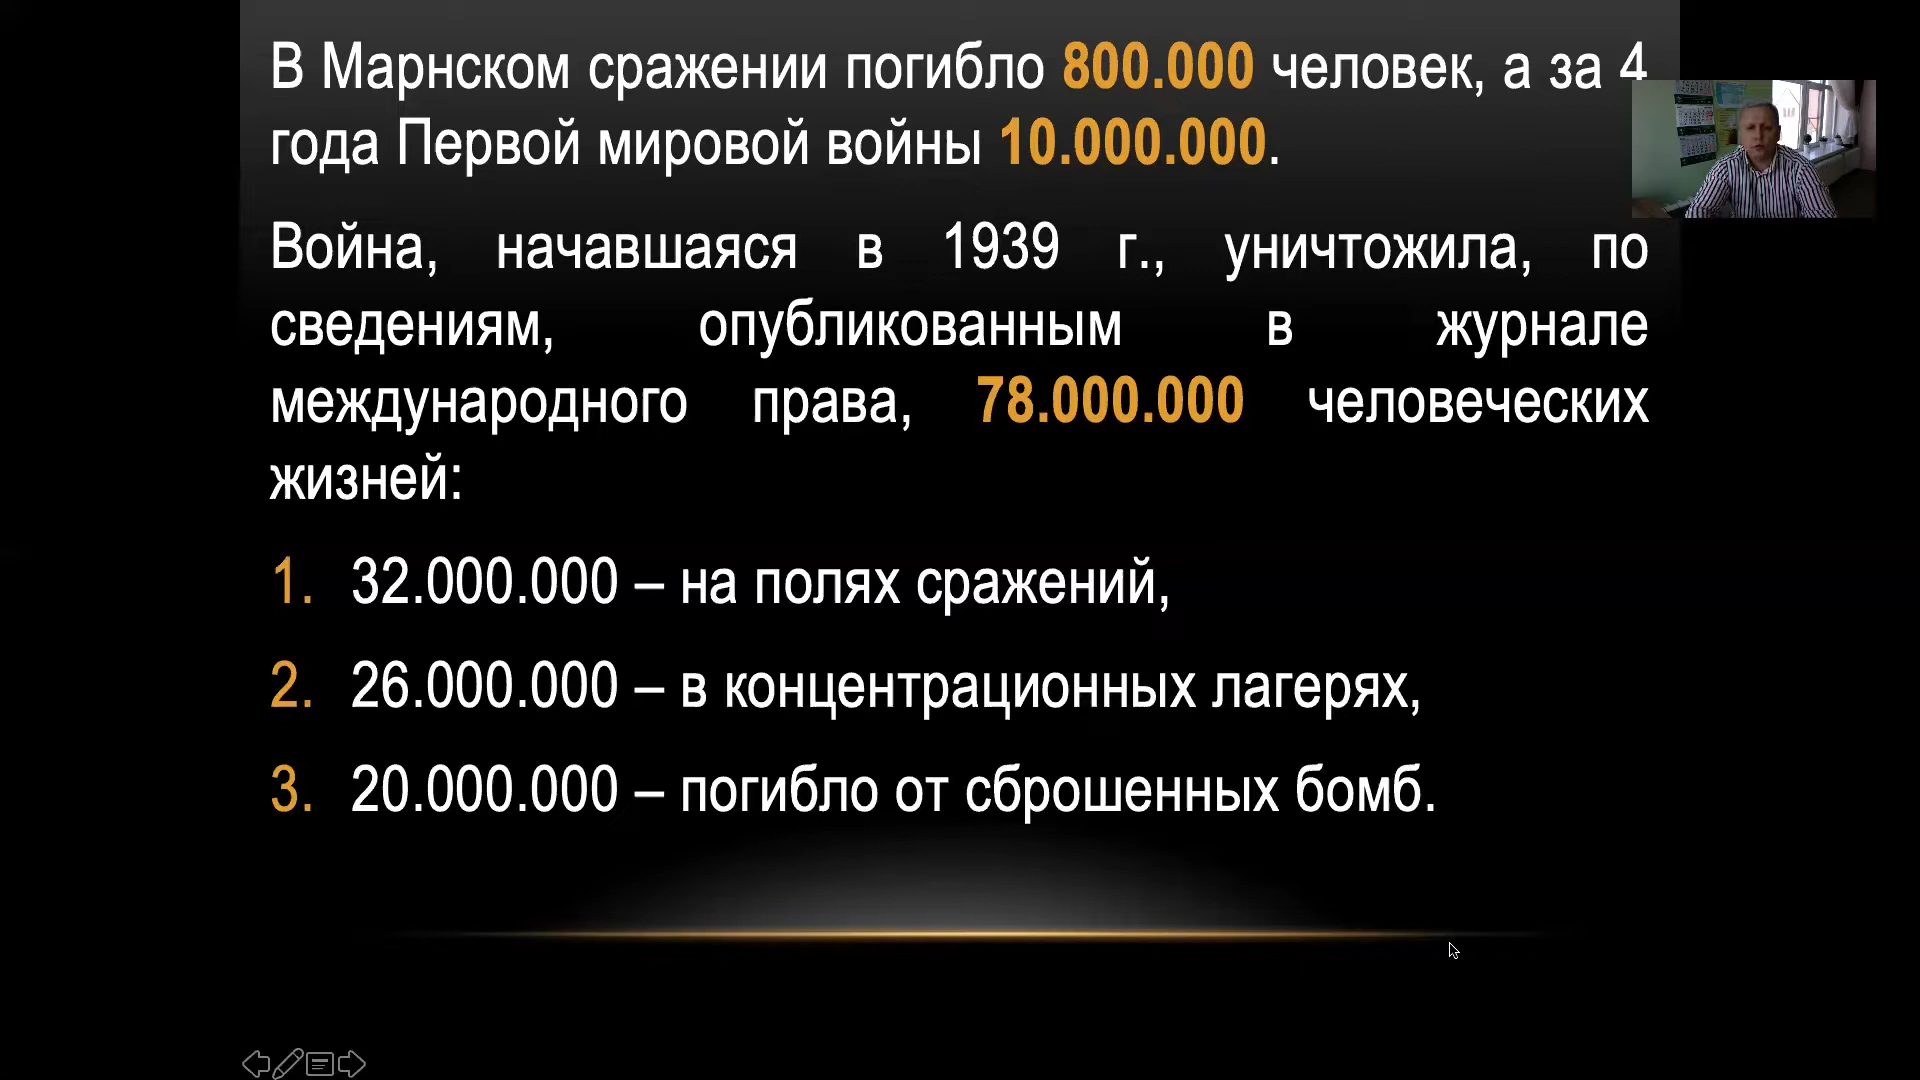 В Марнском сражении погибло 800.000 человек, а за 4
года Первой мировой войны 10.000.000.
Война, начавшаяся в 1939 г., уничтожила, по
сведениям, опубликованным в журнале
международного права, 78.000.000 человеческих
жизней:
1. 32.000.000 – на полях сражений,
2. 26.000.000 – в концентрационных лагерях,
3. 20.000.000 – погибло от сброшенных бомб.